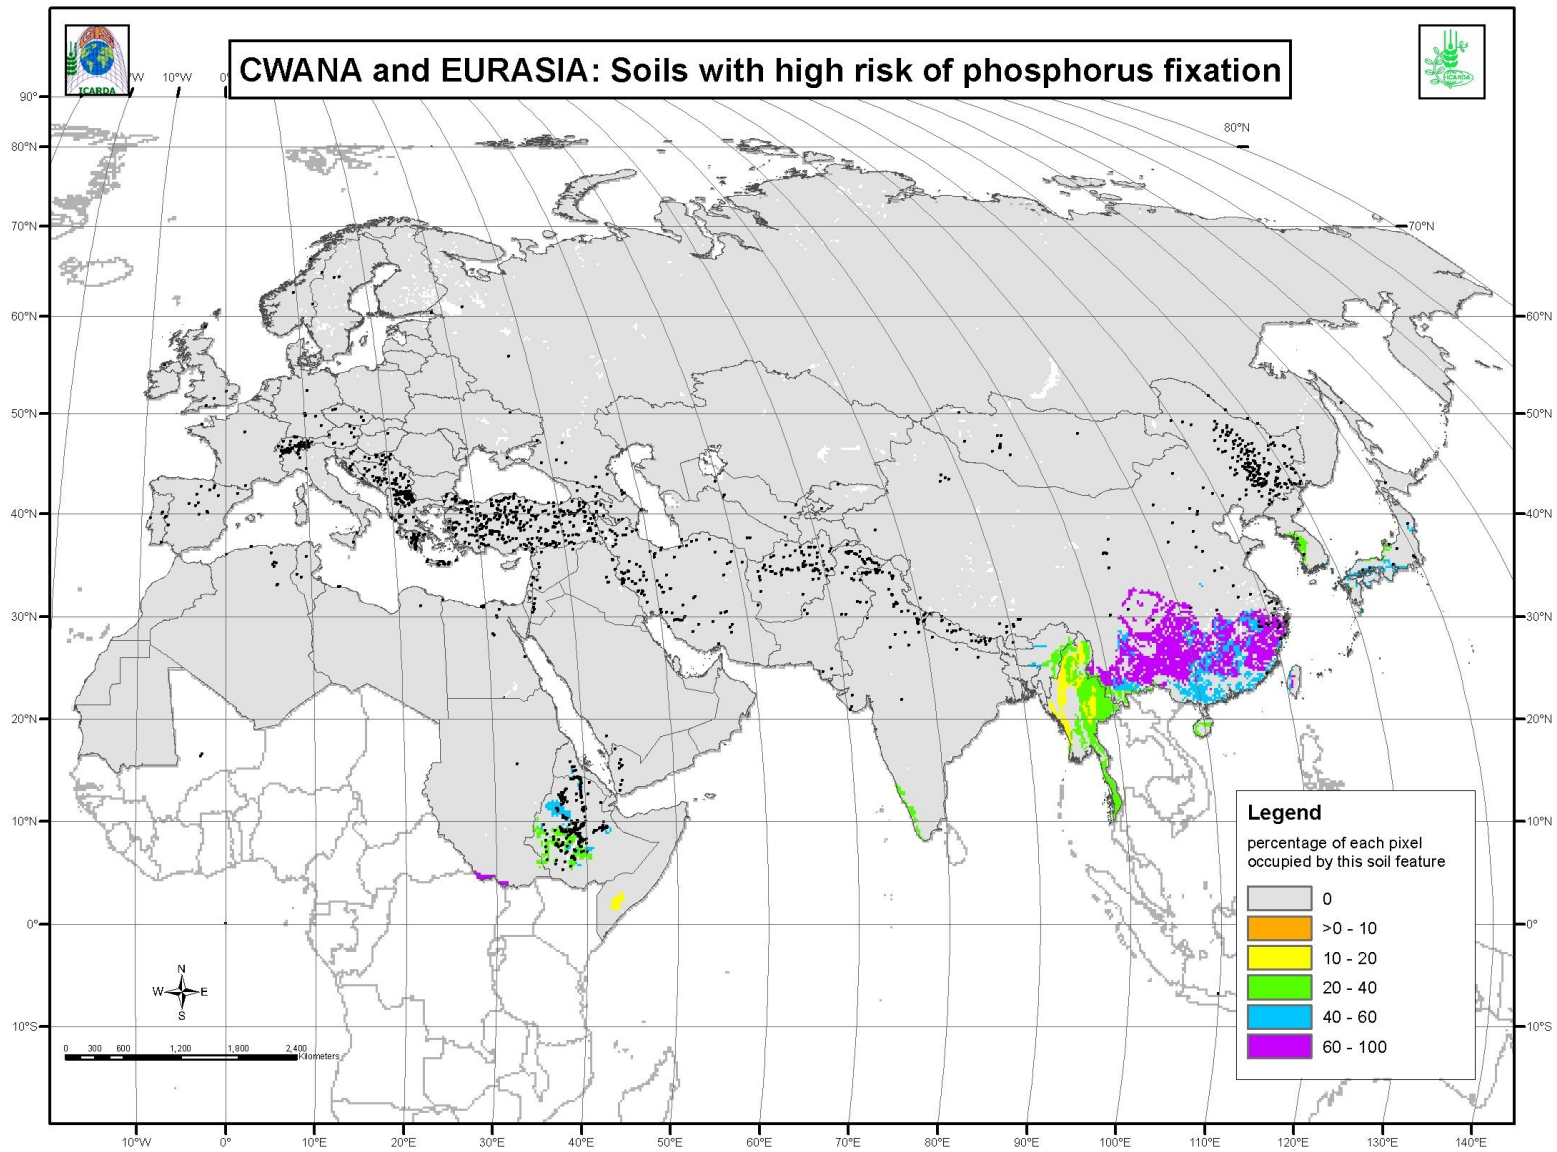 CWANA and EURASIA: Soils with high risk of phosphorus fixation
GIS
ICARDA
ICARDA
°W 10°W 0°
90°
80°
70°
60°
50°N
40°N
30°N
20°N
10°N
0°
10°S
80°N
70°N
60°N
50°N
40°N
30°N
20°N
10°N
0°
10°S
N
W E
S
0 300 600 1,200 1,800 2,400
Kilometers
Legend
percentage of each pixel
occupied by this soil feature
0
>0 - 10
10 - 20
20 - 40
40 - 60
60 - 100
10°W 0° 10°E 20°E 30°E 40°E 60°E 70°E 80°E 90°E 100°E 110°E 120°E 130°E 140°E